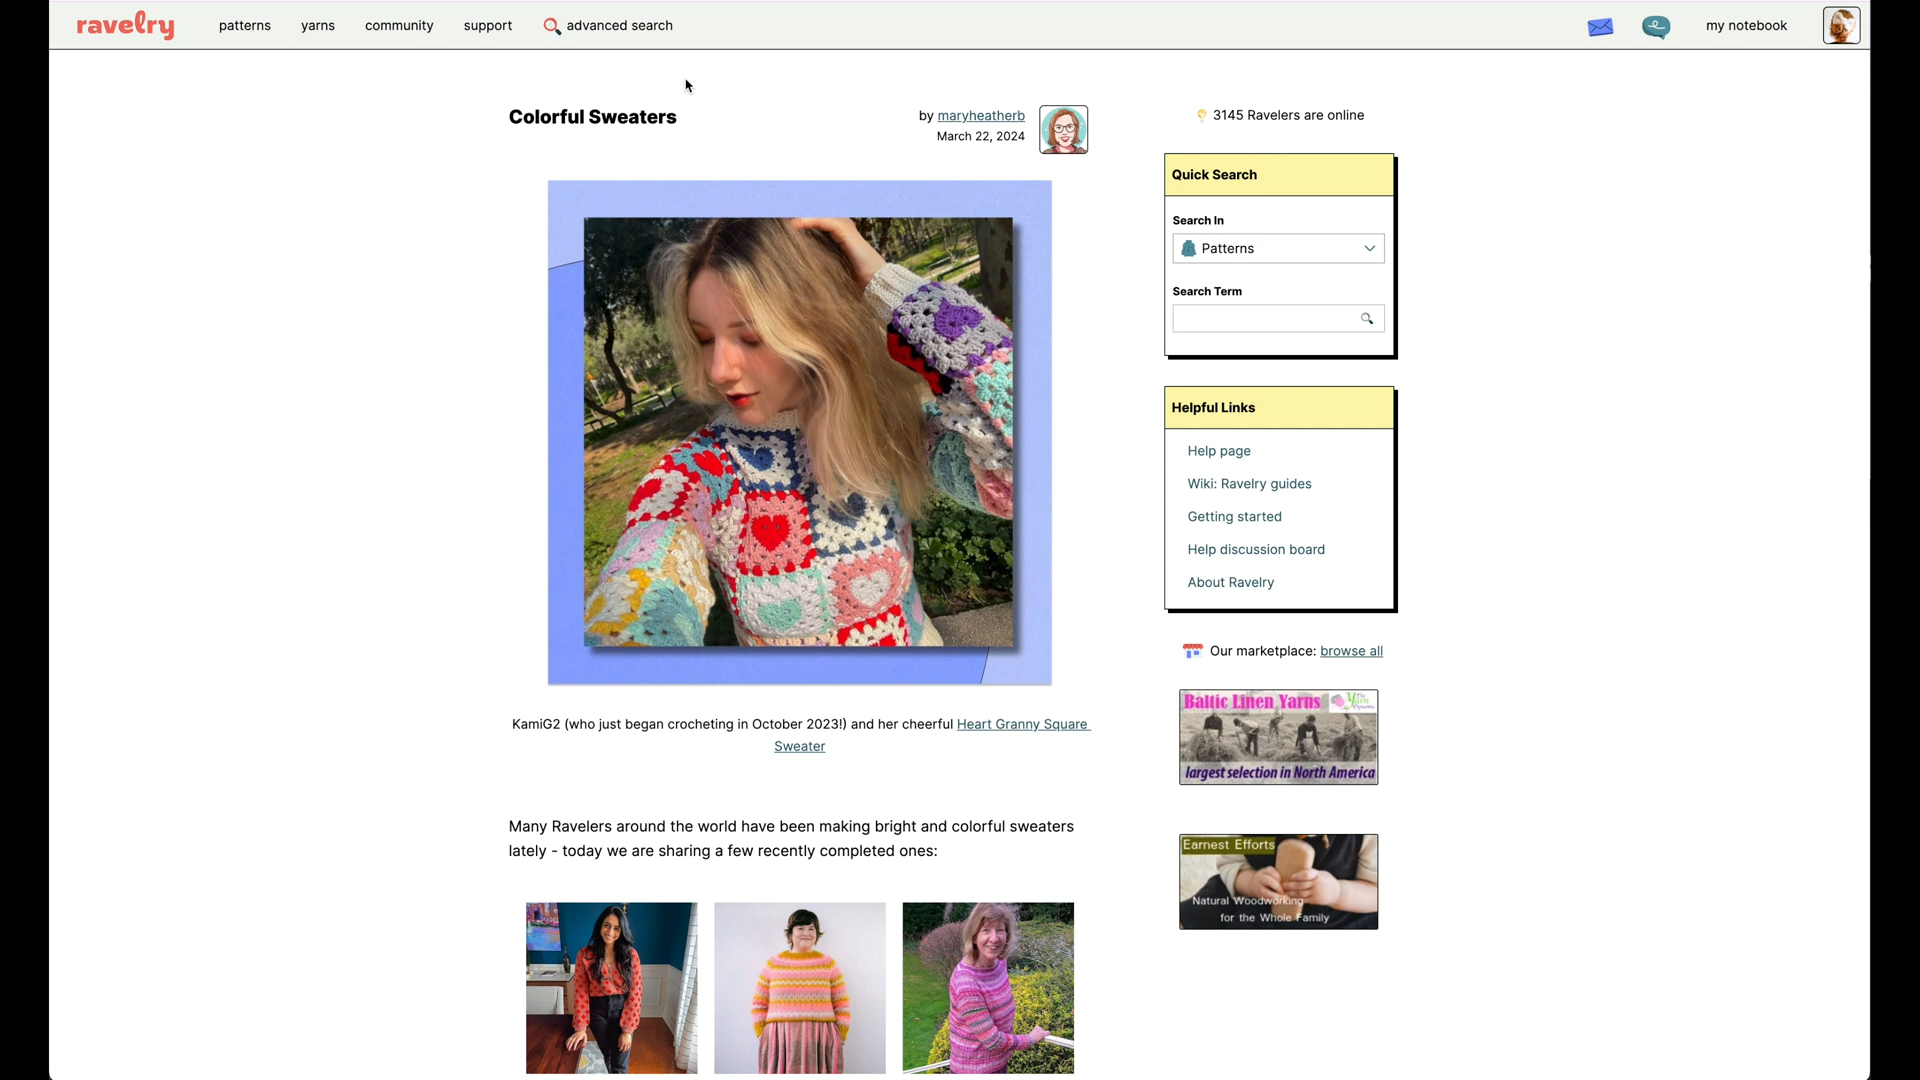 ravelry
patterns
yarns
community
support
advanced search
my notebook
Colorful Sweaters
by maryheatherb
March 22, 2024
KamiG2 (who just began crocheting in October 2023!) and her cheerful Heart Granny Square
Sweater
Many Ravelers around the world have been making bright and colorful sweaters
lately - today we are sharing a few recently completed ones:
3145 Ravelers are online
Quick Search
Search In
Patterns
Search Term
Helpful Links
Help page
Wiki: Ravelry guides
Getting started
Help discussion board
About Ravelry
Our marketplace: browse all
Baltic Linen Yarns
largest selection in North America
Earnest Efforts
Natural Woodworking
for the Whole Family